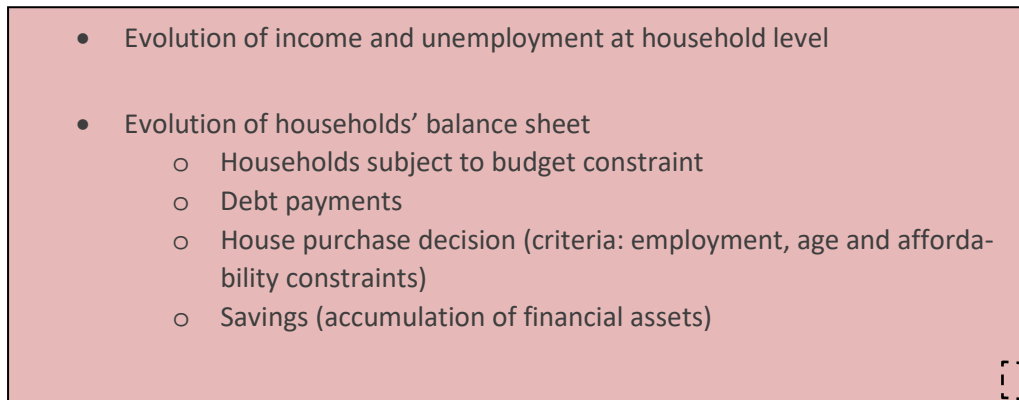 • Evolution of income and unemployment at household level
• Evolution of households’ balance sheet
o Households subject to budget constraint
o Debt payments
o House purchase decision (criteria: employment, age and afforda-
bility constraints)
o Savings (accumulation of financial assets)